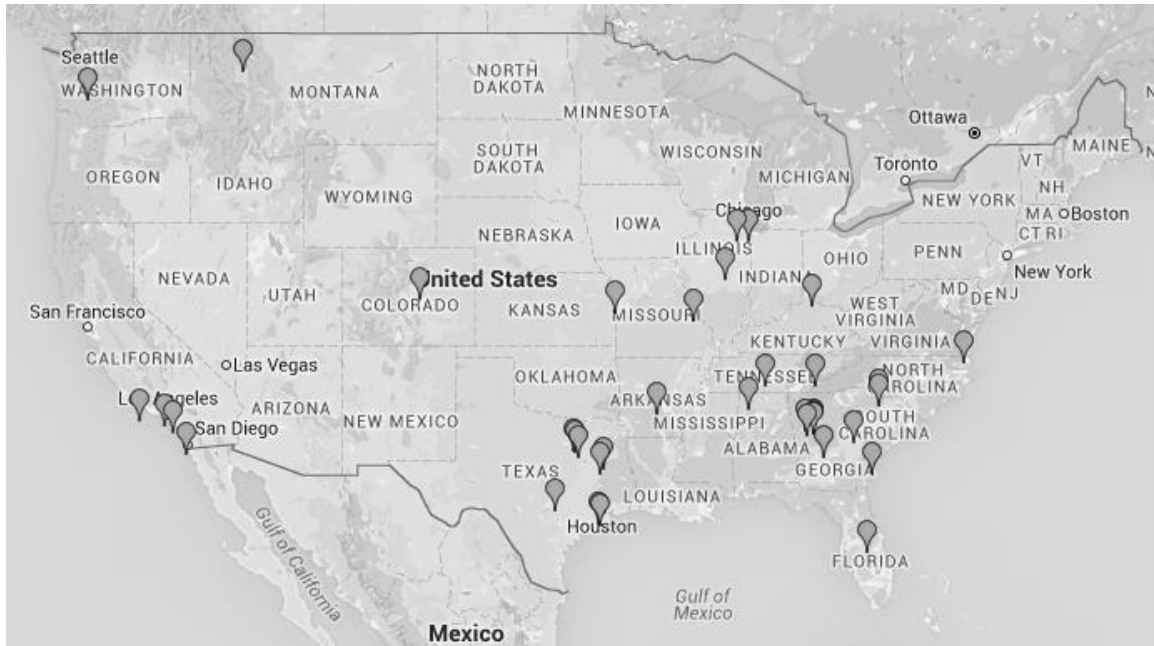 Seattle
WASHINGTON
MONTANA
NORTH
DAKOTA
MINNESOTA
Ottawa
MAINE
OREGON
IDAHO
SOUTH
DAKOTA
WISCONSIN
MICHIGAN
Toronto
VT
NH
WYOMING
NEW YORK
MA
Boston
CT RI
IOWA
Chicago
NEBRASKA
ILLINOIS
INDIANA
OHIO
PENN
New York
NEVADA
UTAH
United States
COLORADO
KANSAS
MISSOURI
WEST
VIRGINIA
MD
DE
NJ
San Francisco
CALIFORNIA
Las Vegas
KENTUCKY
VIRGINIA
OKLAHOMA
TENNESSEE
NORTH
CAROLINA
Los Angeles
ARIZONA
NEW MEXICO
ARKANSAS
MISSISSIPPI
SOUTH
CAROLINA
San Diego
ALABAMA
GEORGIA
TEXAS
LOUISIANA
Houston
FLORIDA
Gulf of California
Gulf of
Mexico
Mexico